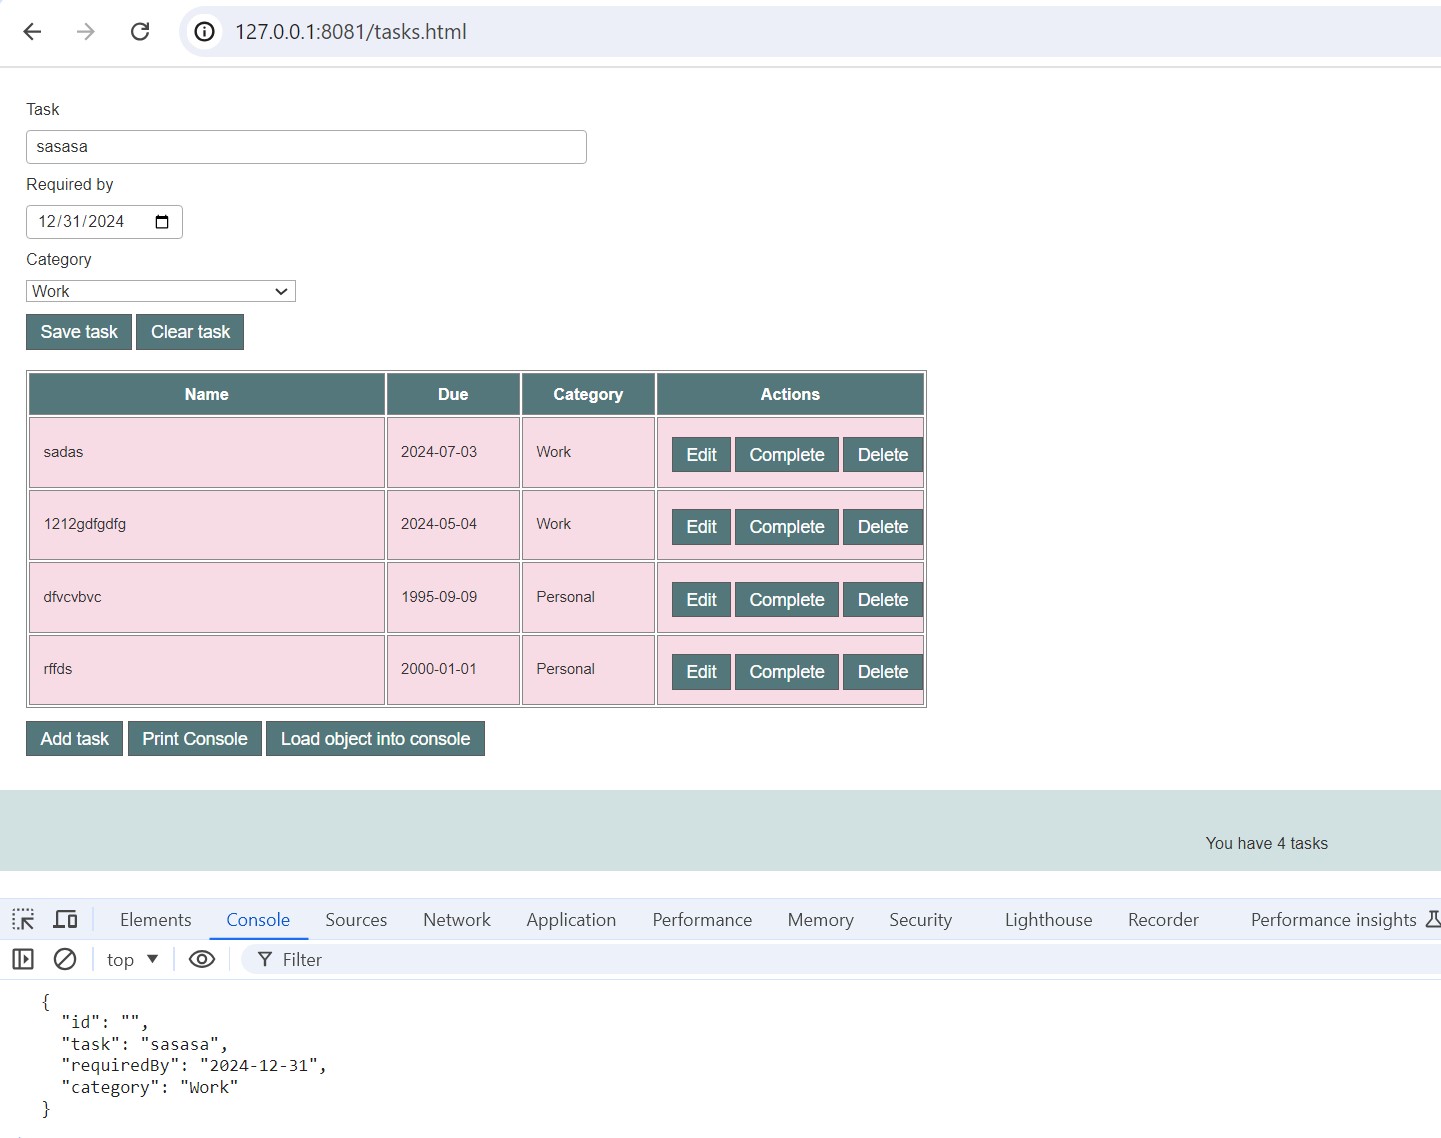 127.0.0.1:8081/tasks.html
Task
sasasa
Required by
12/31/2024
Category
Work
Save task Clear task
Name Due Category Actions
sadas 2024-07-03 Work Edit Complete Delete
1212gdfgdfg 2024-05-04 Work Edit Complete Delete
dfvcvbvc 1995-09-09 Personal Edit Complete Delete
rffds 2000-01-01 Personal Edit Complete Delete
Add task Print Console Load object into console
You have 4 tasks
Elements Console Sources Network Application Performance Memory Security Lighthouse Recorder Performance insights
top Filter
{
"id": "",
"task": "sasasa",
"requiredBy": "2024-12-31",
"category": "Work"
}